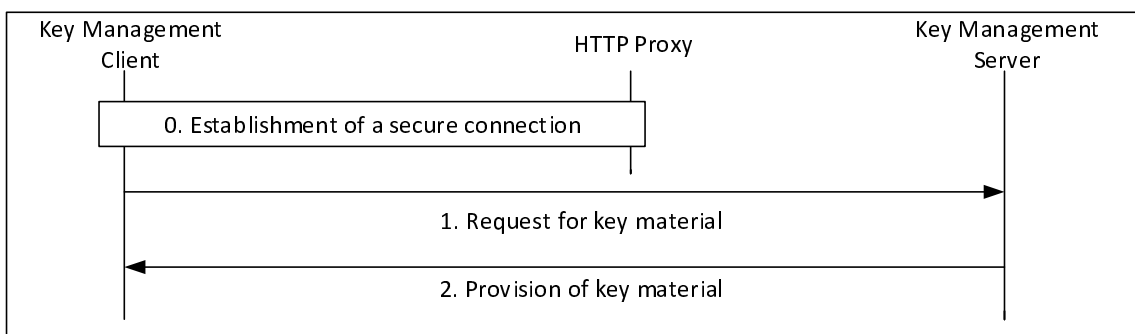 Key Management
Client
HTTP Proxy
Key Management
Server
0. Establishment of a secure connection
1. Request for key material
2. Provision of key material